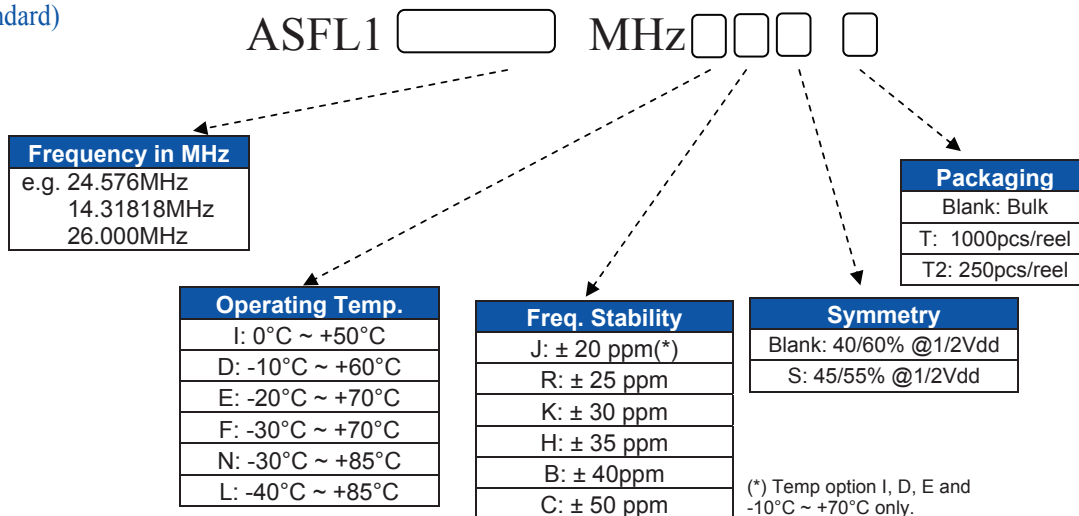 ndard)
ASFL1 MHz
Frequency in MHz
e.g. 24.576MHz
14.31818MHz
26.000MHz
Operating Temp.
I: 0°C ~ +50°C
D: -10°C ~ +60°C
E: -20°C ~ +70°C
F: -30°C ~ +70°C
N: -30°C ~ +85°C
L: -40°C ~ +85°C
Freq. Stability
J: ± 20 ppm(*)
R: ± 25 ppm
K: ± 30 ppm
H: ± 35 ppm
B: ± 40ppm
C: ± 50 ppm
Symmetry
Blank: 40/60% @1/2Vdd
S: 45/55% @1/2Vdd
(*) Temp option I, D, E and
-10°C ~ +70°C only.
Packaging
Blank: Bulk
T: 1000pcs/reel
T2: 250pcs/reel